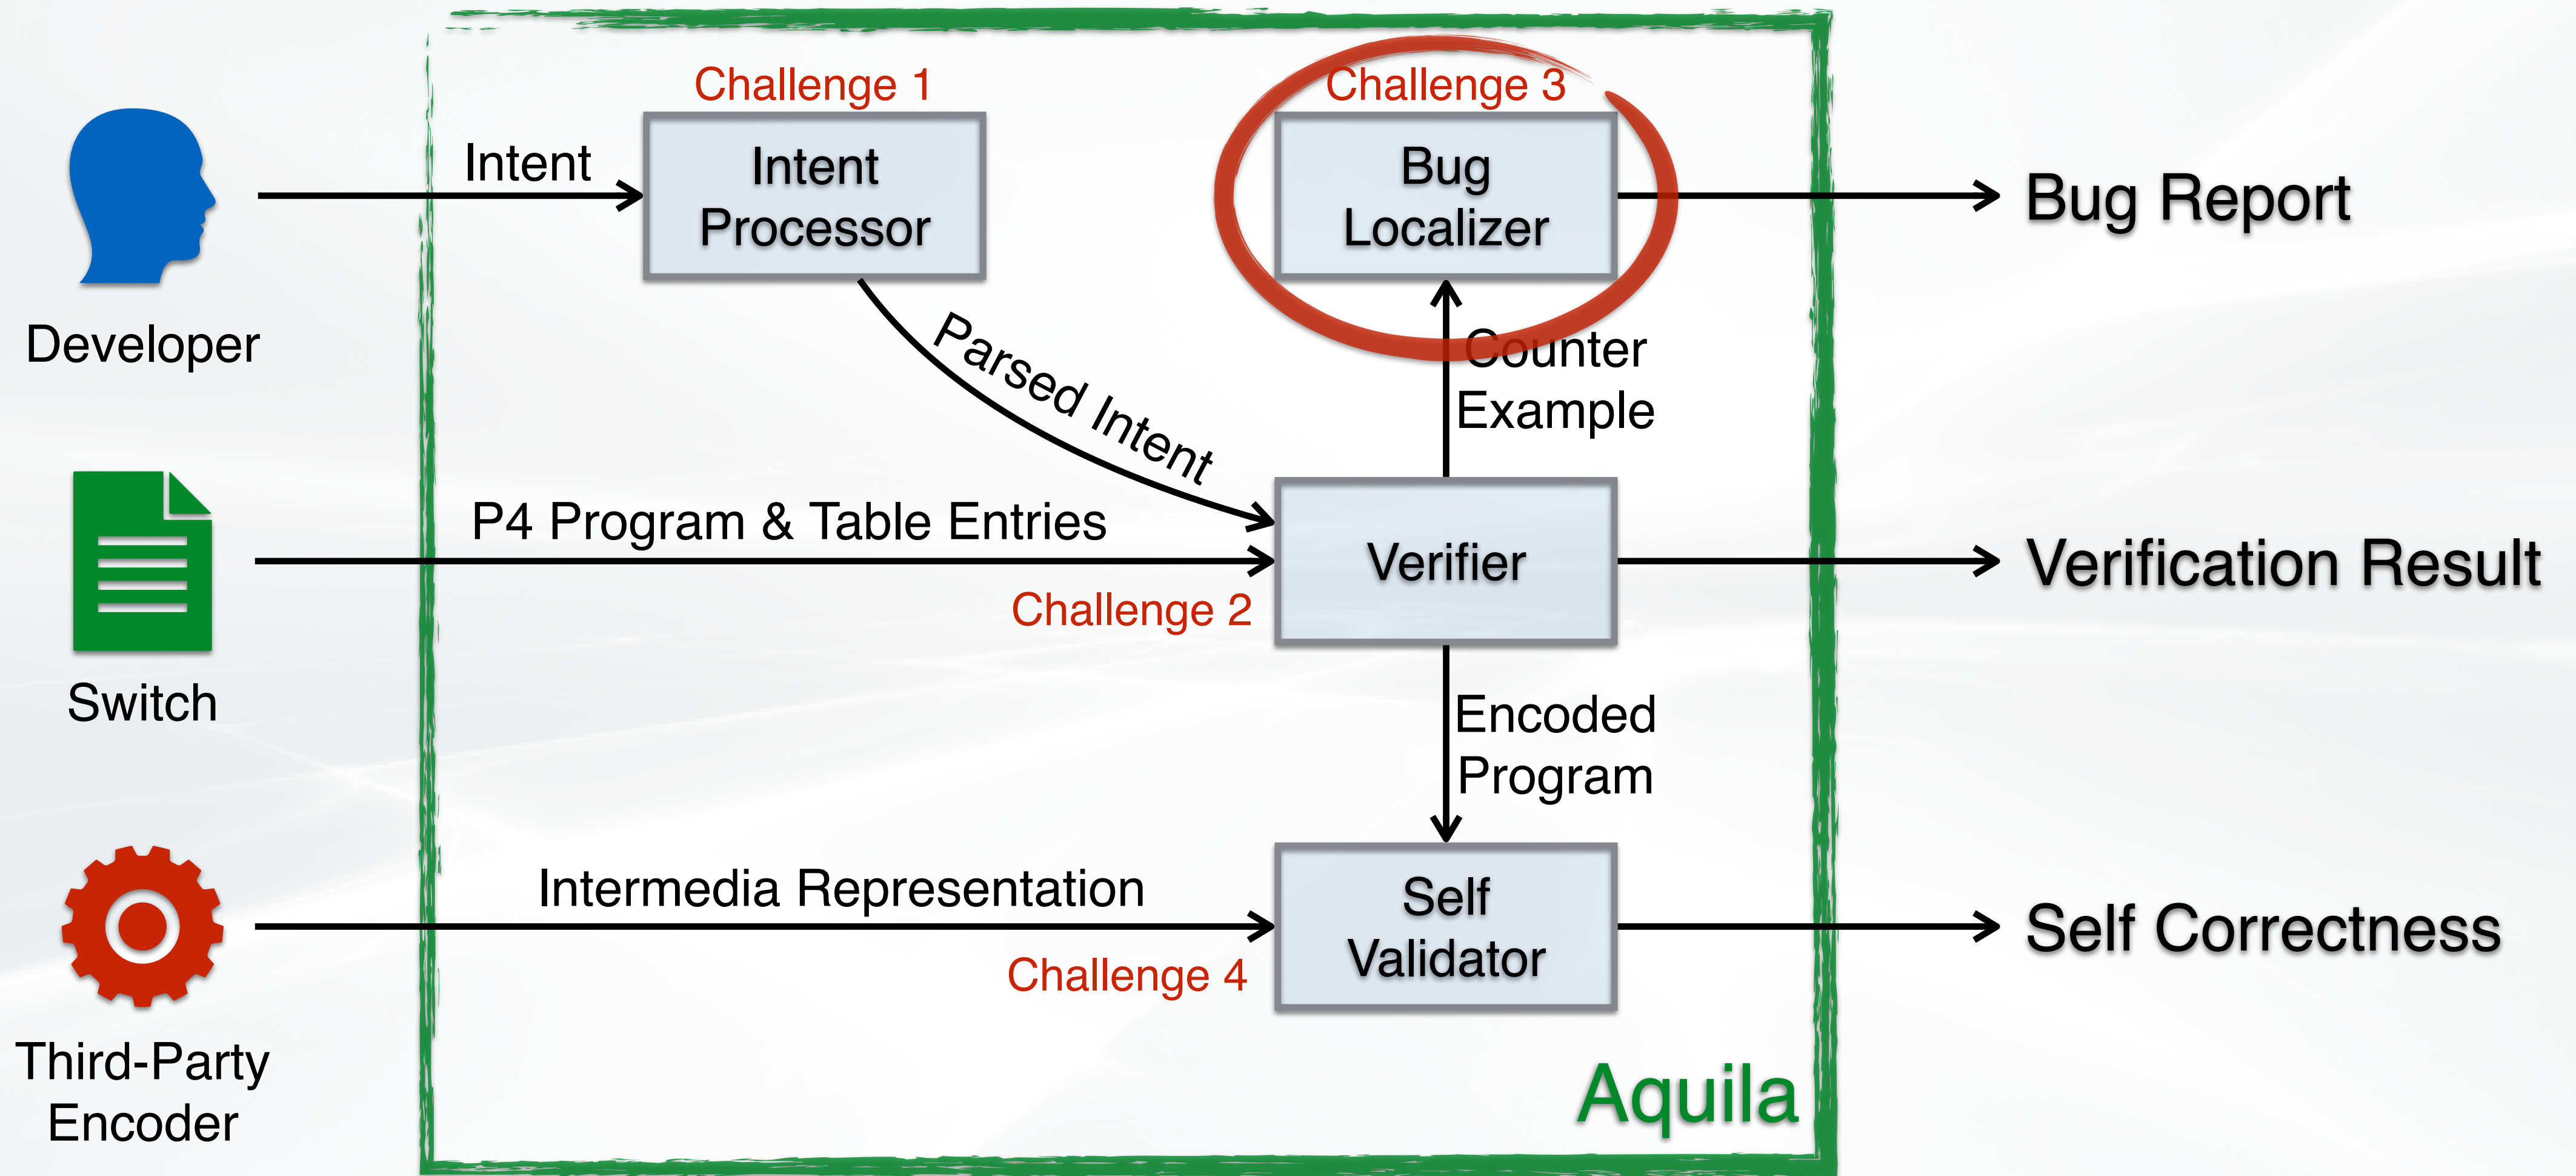 Challenge 1
Challenge 3
Intent
Intent
Processor
Bug
Localizer
Bug Report
Developer
Parsed Intent
Counter
Example
P4 Program & Table Entries
Verifier
Verification Result
Challenge 2
Switch
Encoded
Program
Intermedia Representation
Self
Validator
Self Correctness
Challenge 4
Third-Party
Encoder
Aquila